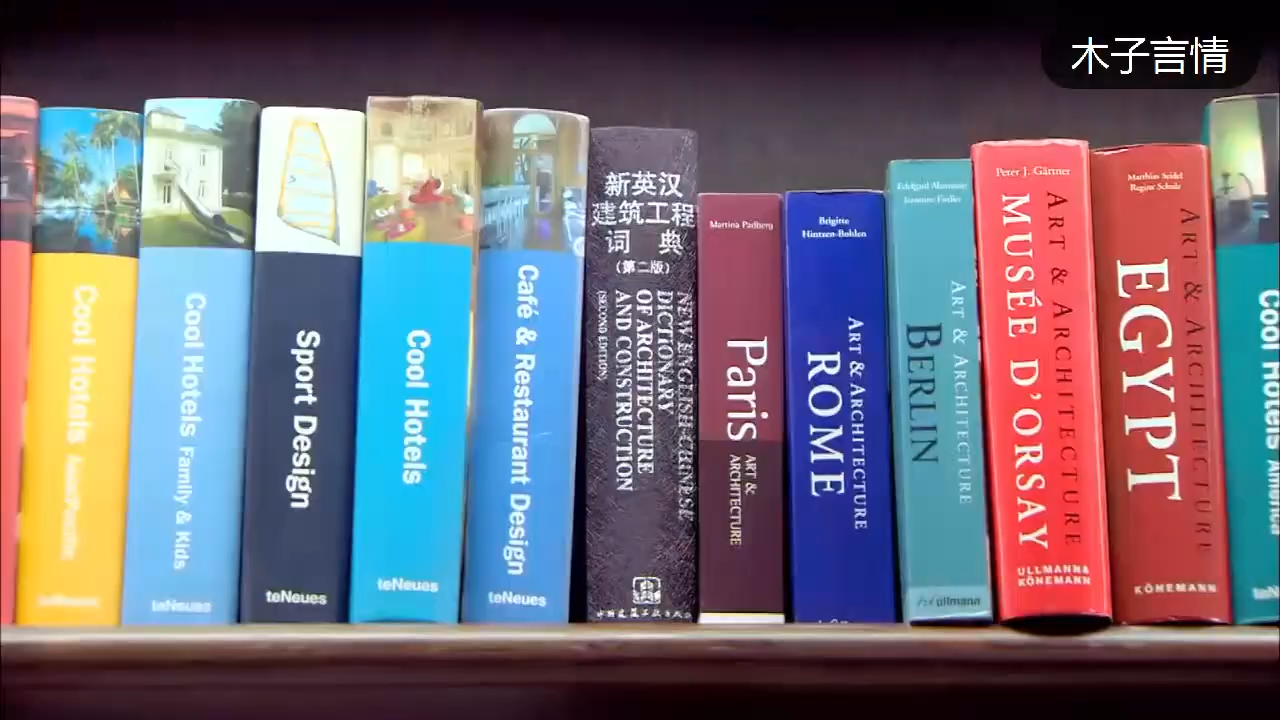 木子言情
Cool Hotels
Cool Hotels Family & Kids
teNeues
Sport Design
teNeues
Cool Hotels
teNeues
Café & Restaurant Design
teNeues
新英汉
建筑工程
词 典
(第二版)
NEW ENGLISH-CHINESE
DICTIONARY
OF ARCHITECTURE
AND CONSTRUCTION
(SECOND EDITION)
Martina Padberg
Paris
ART &
ARCHITECTURE
Brigitte
Hintzen-Bohlen
ART & ARCHITECTURE
ROME
ART & ARCHITECTURE
BERLIN
ullmann
Peter J. Gärtner
ART & ARCHITECTURE
MUSÉE D'ORSAY
ULLMANN&
KÖNEMANN
Matthias Seidel
Regine Schulz
ART & ARCHITECTURE
EGYPT
KÖNEMANN
Cool Hotels America